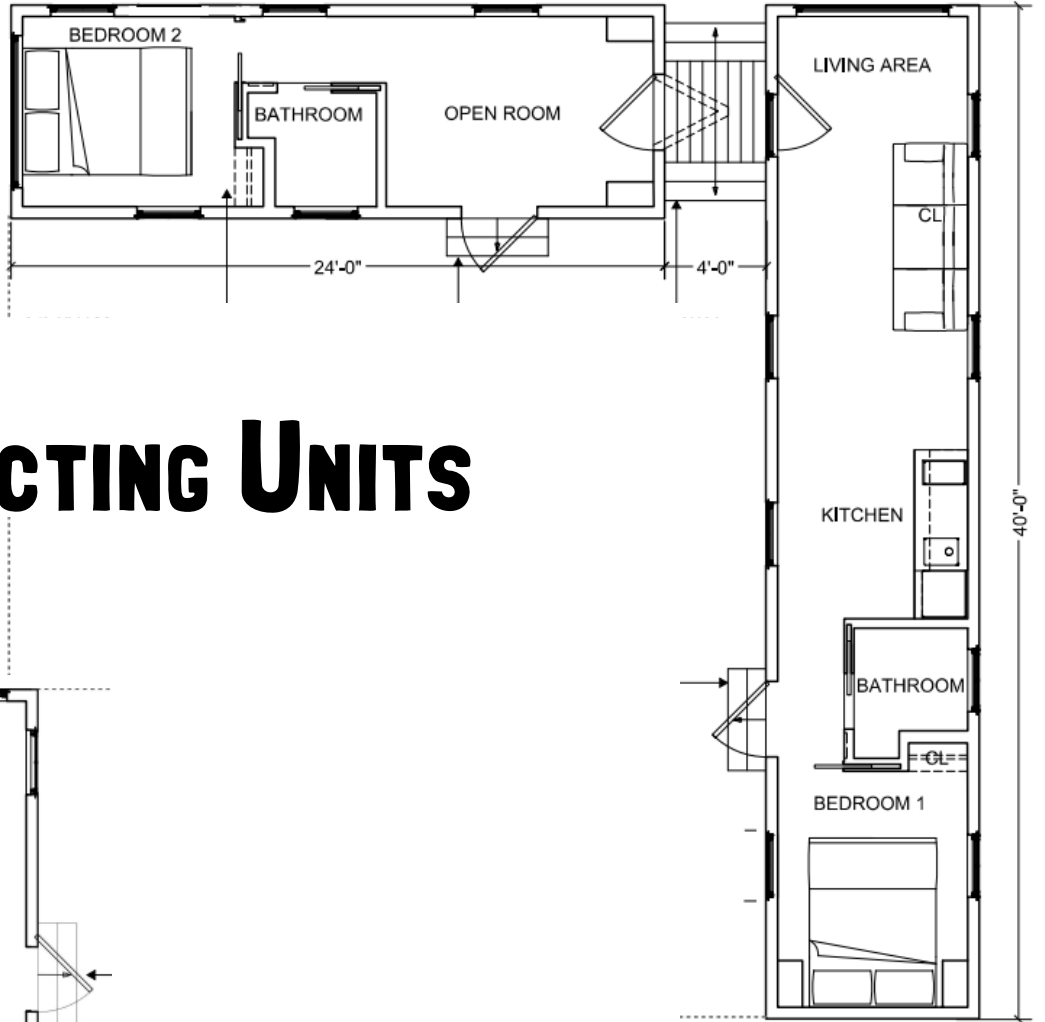 BEDROOM 2
BATHROOM
OPEN ROOM
LIVING AREA
CL
24'-0"
4'-0"
CTING UNITS
KITCHEN
40'-0"
BATHROOM
CL
BEDROOM 1